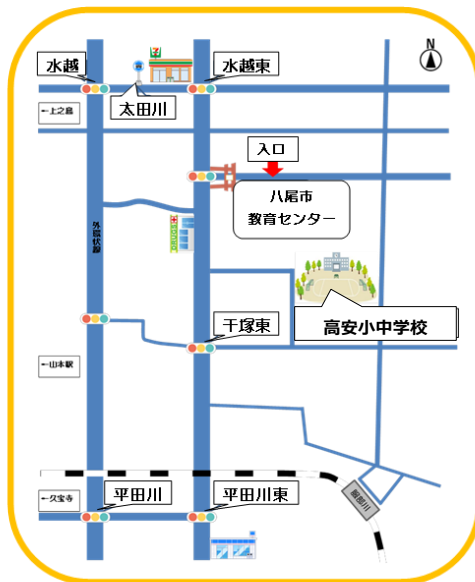 N
水越
水越東
太田川
←上之島
入口
八尾市
教育センター
外環状線
高安小中学校
千塚東
←山本駅
←久宝寺
平田川
平田川東
服部川